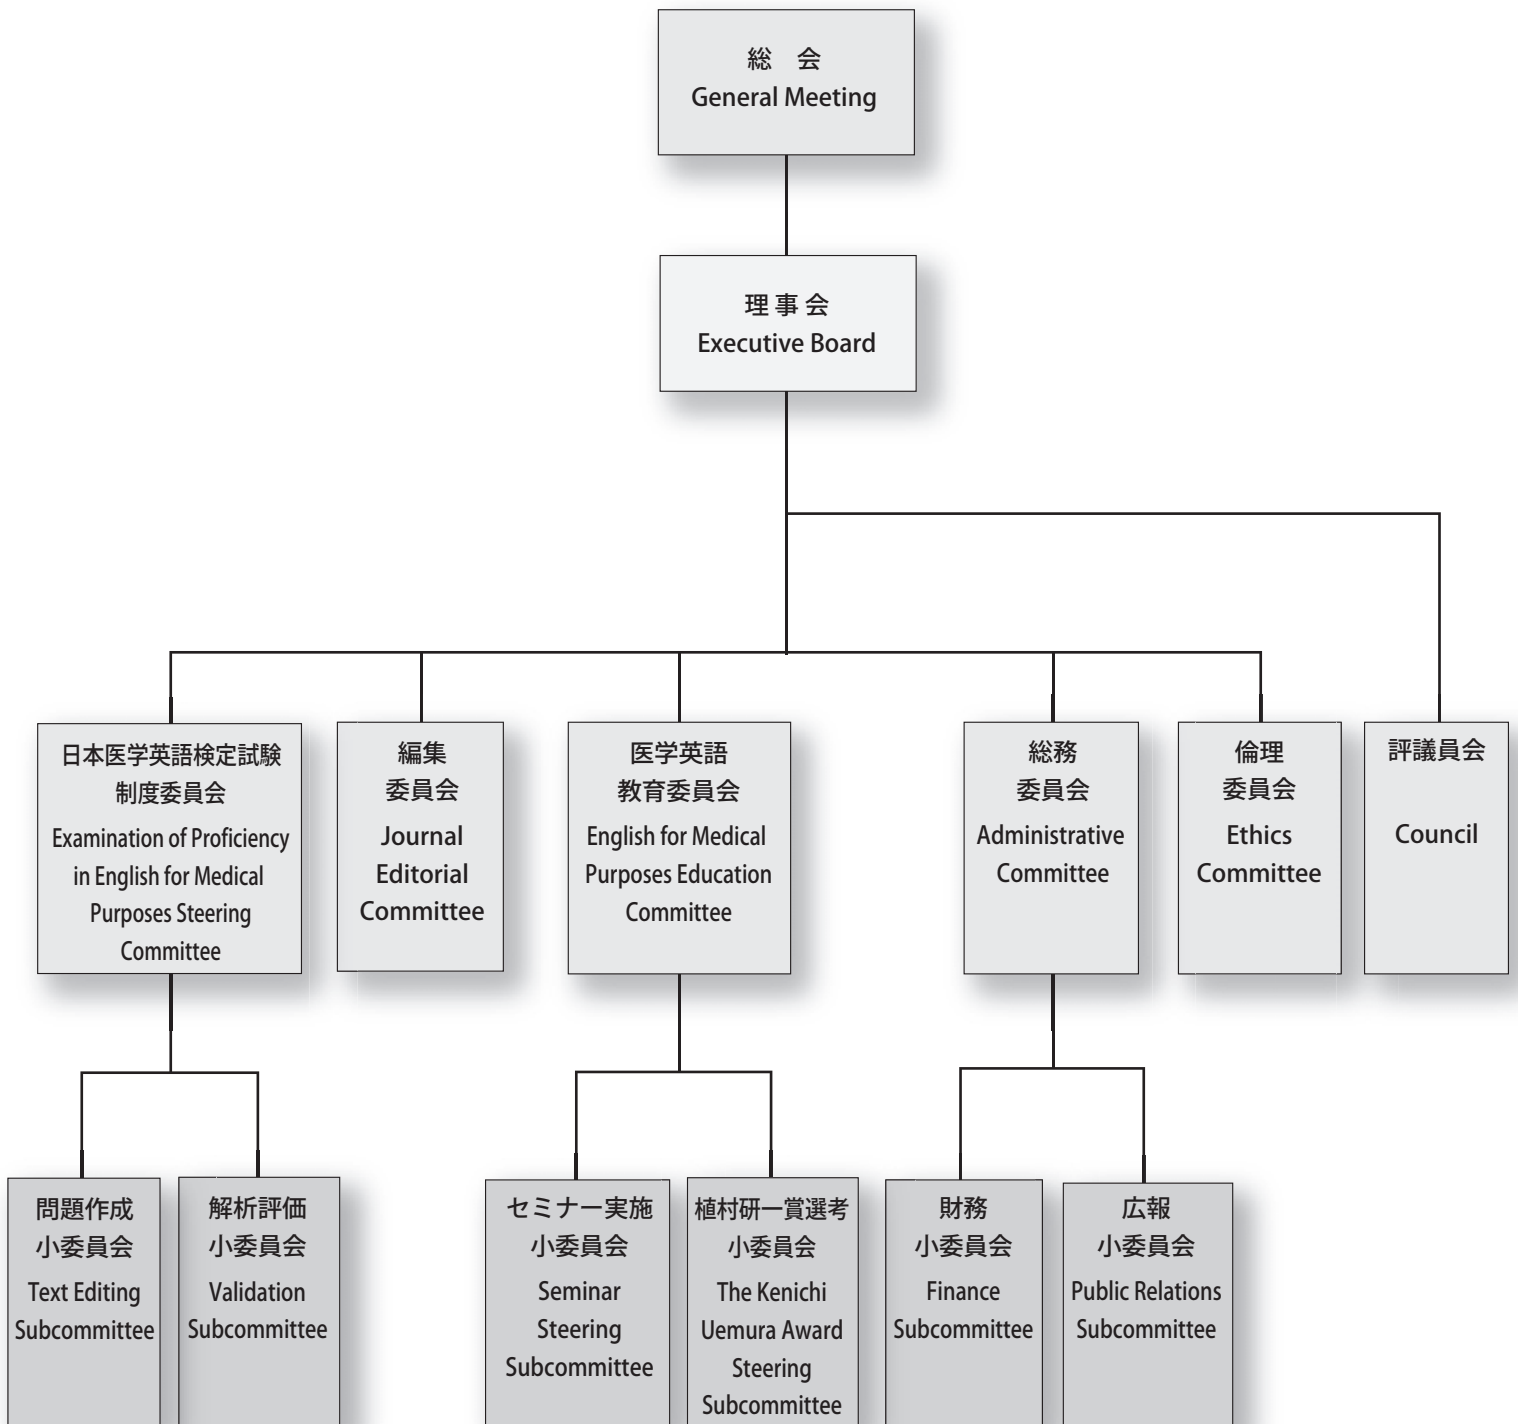 総　会
General Meeting
理 事 会
Executive Board
日本医学英語検定試験
制度委員会
Examination of Proficiency
in English for Medical
Purposes Steering
Committee
編集
委員会
Journal
Editorial
Committee
医学英語
教育委員会
English for Medical
Purposes Education
Committee
総務
委員会
Administrative
Committee
倫理
委員会
Ethics
Committee
評議員会
Council
問題作成
小委員会
Text Editing
Subcommittee
解析評価
小委員会
Validation
Subcommittee
セミナー実施
小委員会
Seminar
Steering
Subcommittee
植村研一賞選考
小委員会
The Kenichi
Uemura Award
Steering
Subcommittee
財務
小委員会
Finance
Subcommittee
広報
小委員会
Public Relations
Subcommittee